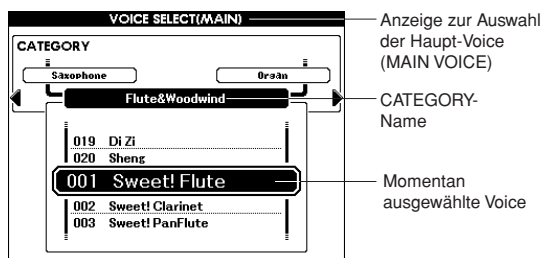 VOICE SELECT(MAIN)
Anzeige zur Auswahl
der Haupt-Voice
(MAIN VOICE)
CATEGORY
Saxophone
Organ
Flute&Woodwind
CATEGORY-
Name
019 Di Zi
020 Sheng
001 Sweet! Flute
Momentan
ausgewählte Voice
002 Sweet! Clarinet
003 Sweet! PanFlute